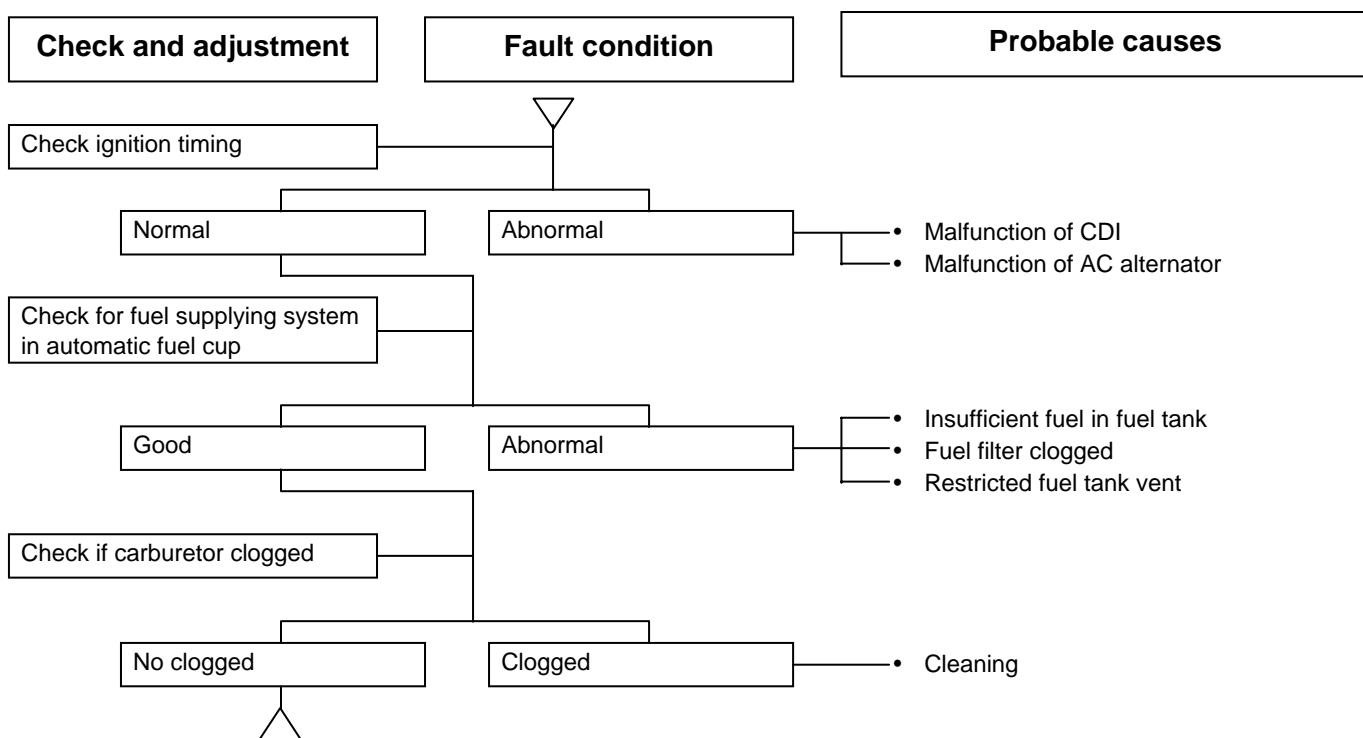 Check and adjustment
Fault condition
Probable causes
Check ignition timing
Normal
Abnormal
• Malfunction of CDI
• Malfunction of AC alternator
Check for fuel supplying system
in automatic fuel cup
Good
Abnormal
• Insufficient fuel in fuel tank
• Fuel filter clogged
• Restricted fuel tank vent
Check if carburetor clogged
No clogged
Clogged
• Cleaning